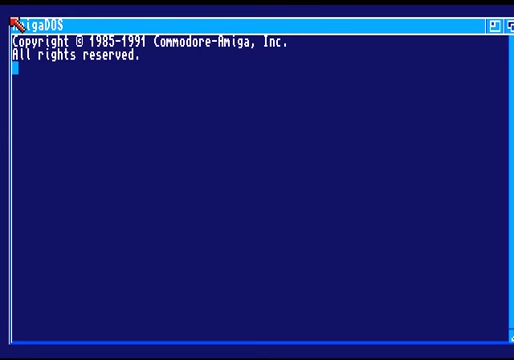 AmigaDOS
Copyright © 1985-1991 Commodore-Amiga, Inc.
All rights reserved.